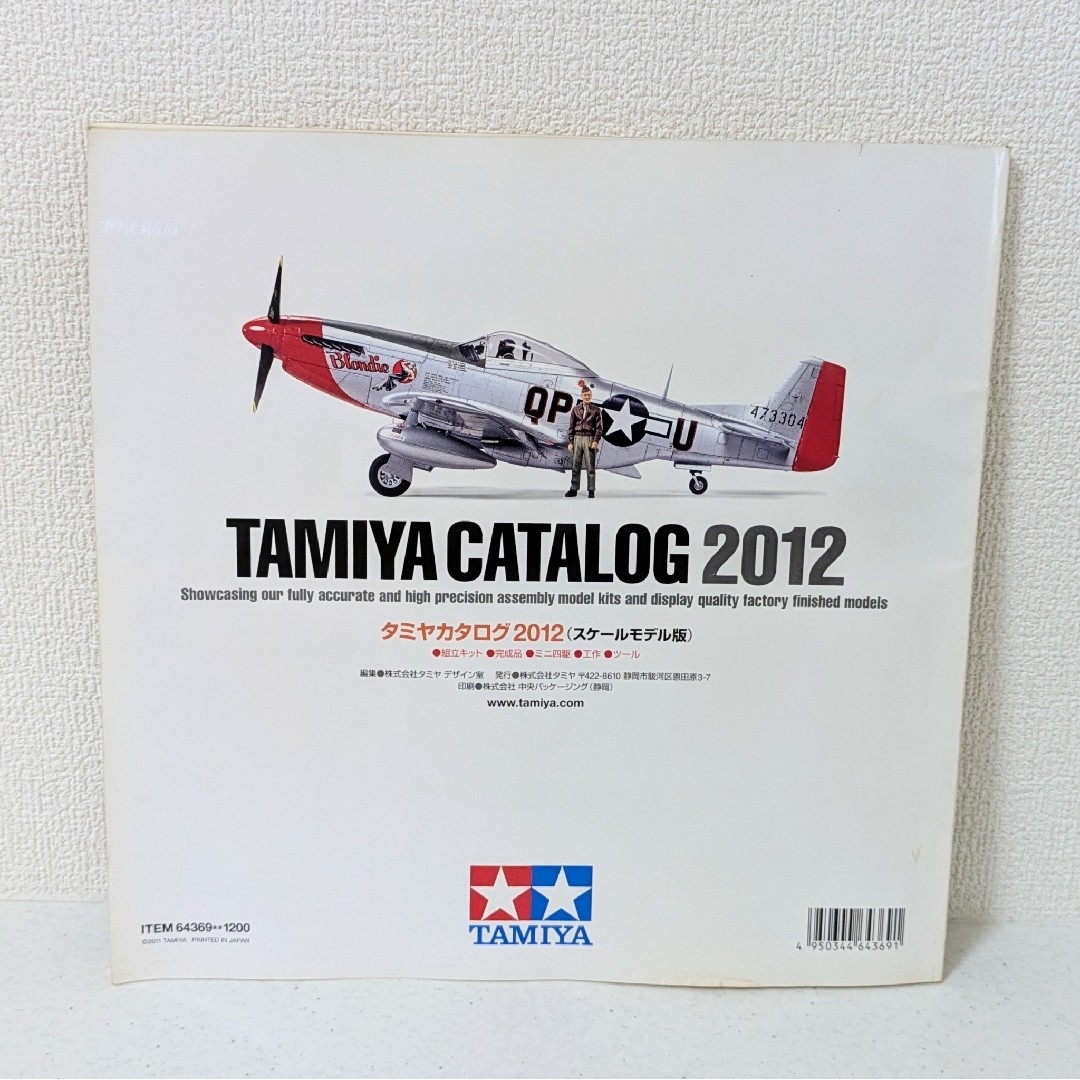 Blondie
QP
U
473304
TAMIYA CATALOG 2012
Showcasing our fully accurate and high precision assembly model kits and display quality factory finished models
タミヤカタログ2012(スケールモデル版)
●組立キット ●完成品 ●ミニ四駆 ●工作 ●ツール
編集●株式会社タミヤ デザイン室 発行●株式会社タミヤ 〒422-8610 静岡市駿河区恩田原3-7
印刷●株式会社 中央パッケージング(静岡)
www.tamiya.com
TAMIYA
ITEM 64369**1200
©2011 TAMIYA PRINTED IN JAPAN
4 950344 643691